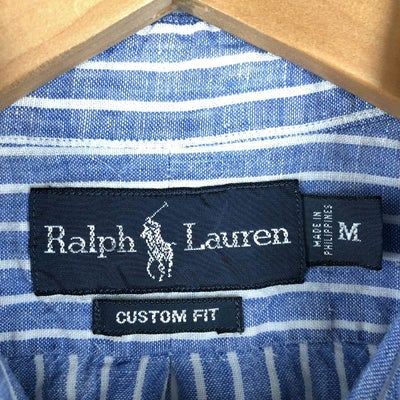 Ralph Lauren
MADE IN
PHILIPPINES
M
CUSTOM FIT